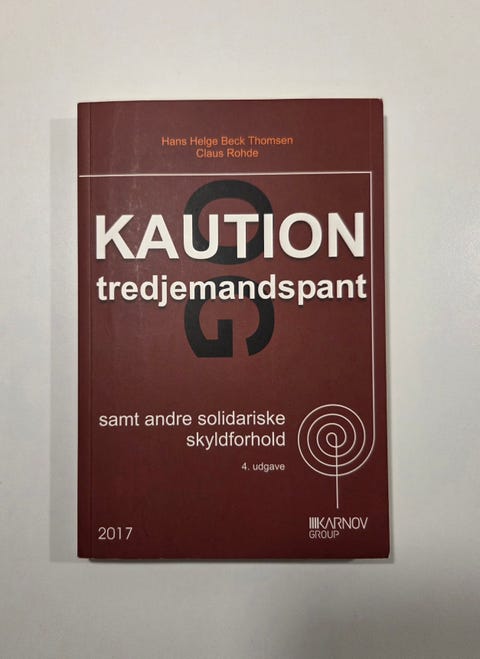 Hans Helge Beck Thomsen
Claus Rohde
KAUTION
OG
tredjemandspant
samt andre solidariske
skyldforhold
4. udgave
2017
KARNOV
GROUP